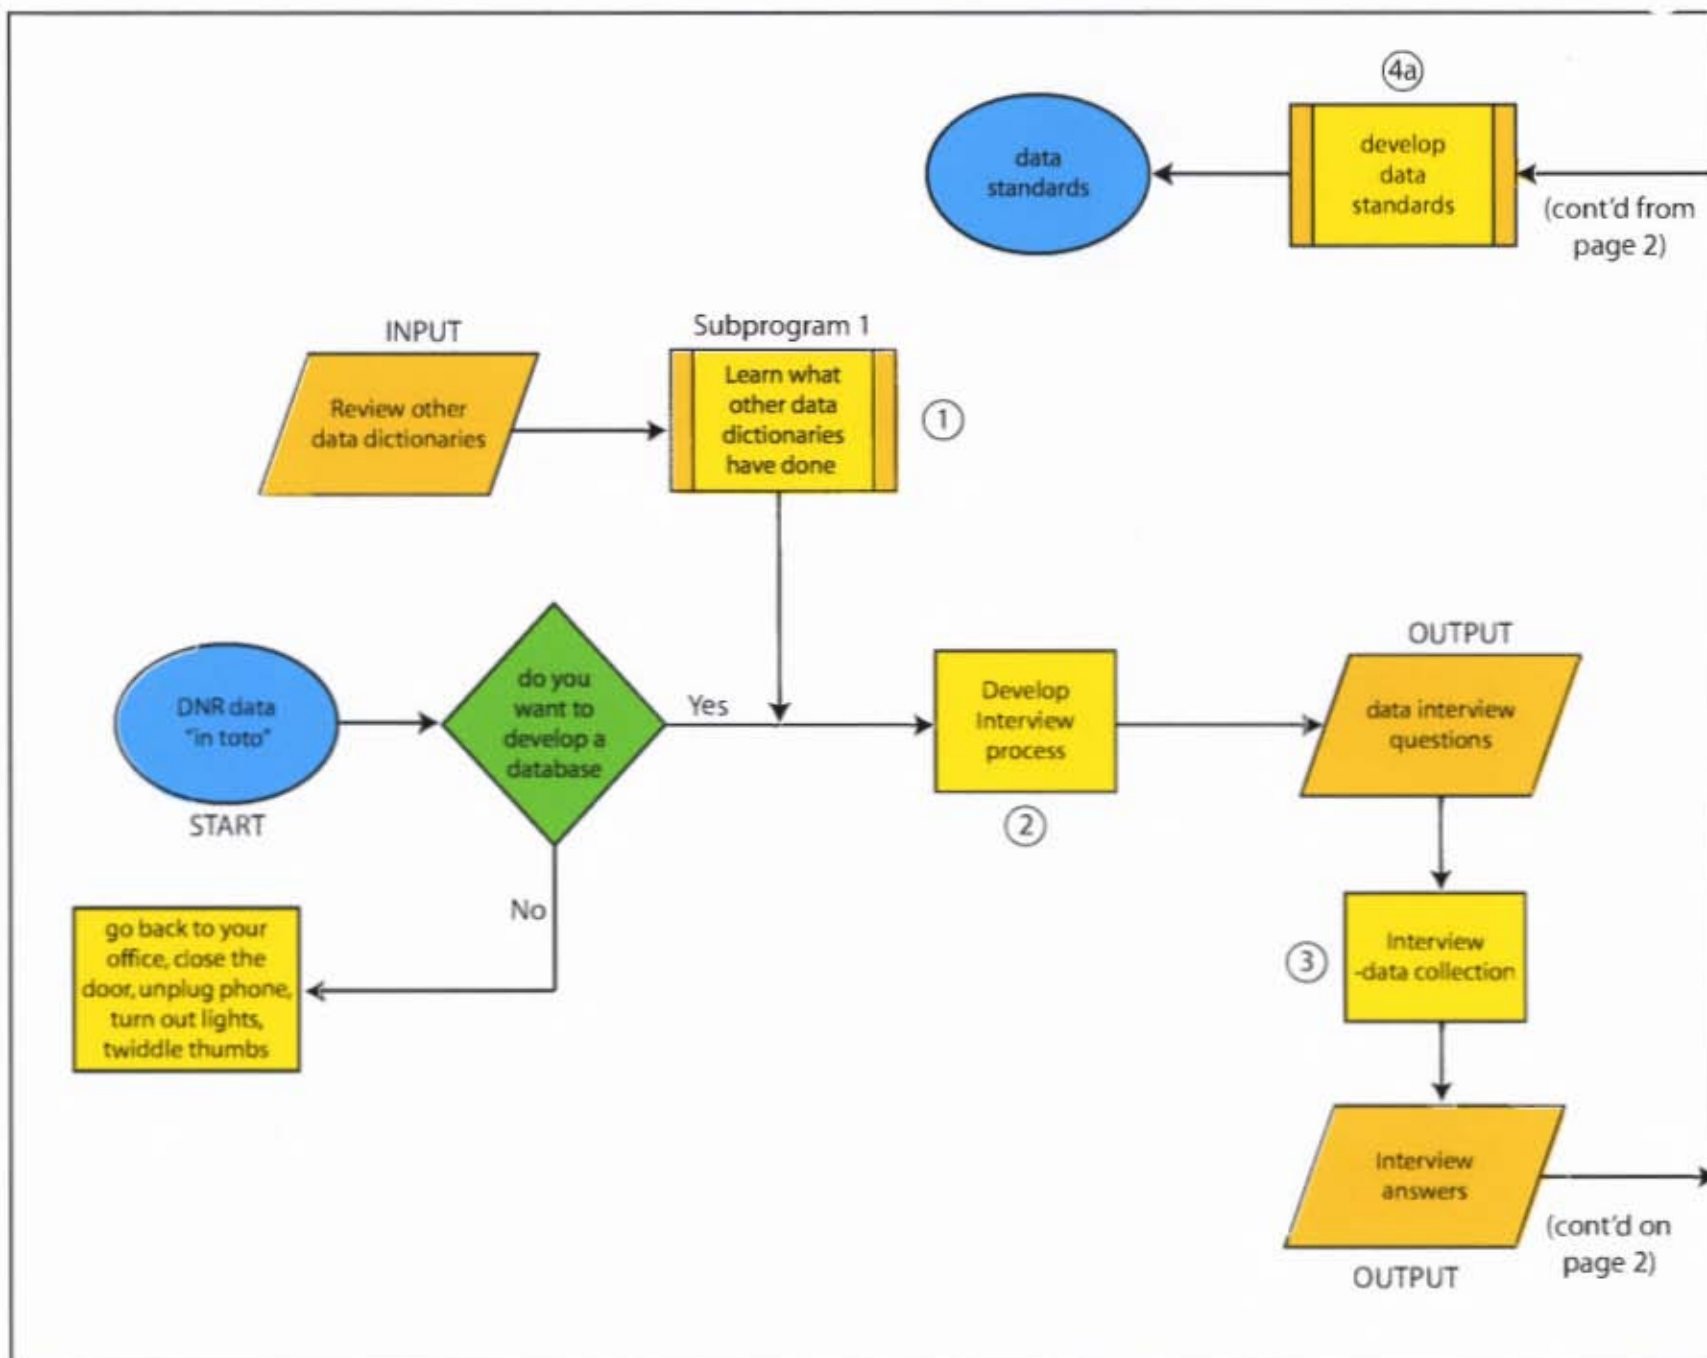 4a
data
standards
develop
data
standards
(cont'd from
page 2)
INPUT
Review other
data dictionaries
Subprogram 1
Learn what
other data
dictionaries
have done
1
DNR data
"in toto"
START
do you
want to
develop a
database
Yes
No
go back to your
office, close the
door, unplug phone,
turn out lights,
twiddle thumbs
Develop
Interview
process
2
OUTPUT
data interview
questions
3
Interview
-data collection
Interview
answers
OUTPUT
(cont'd on
page 2)